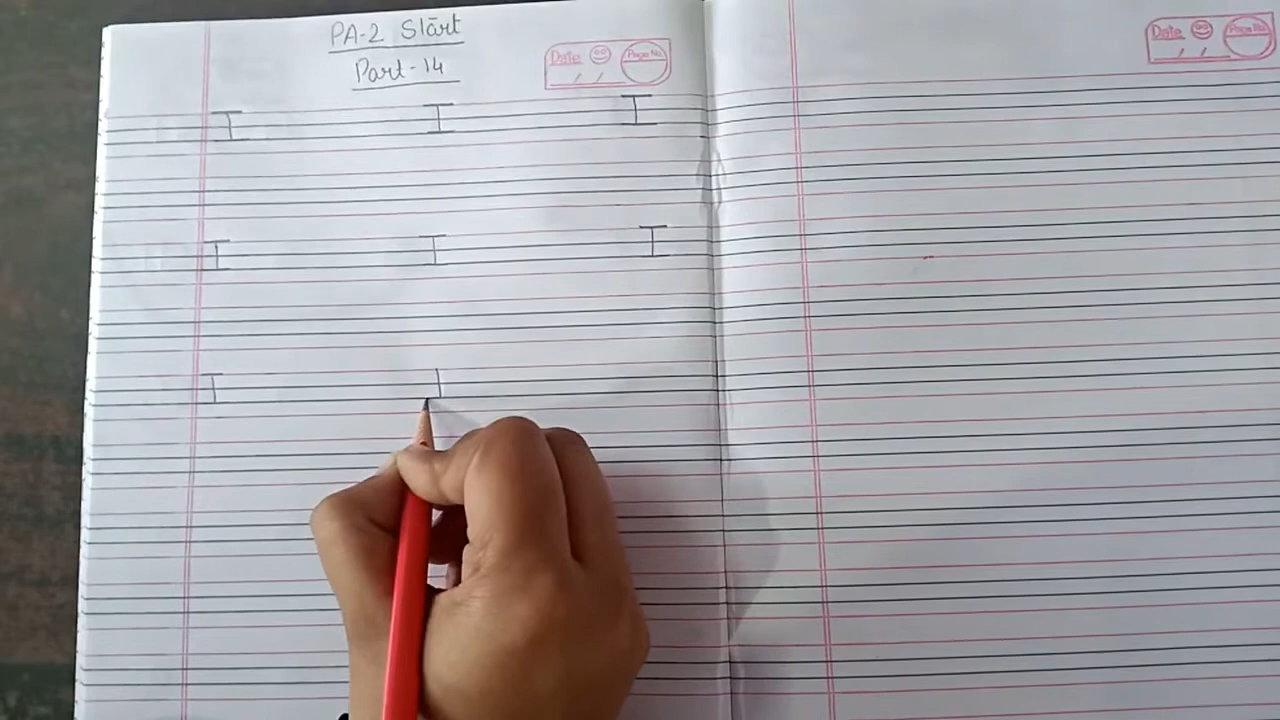 PA-2 Start
Part-14
Date: Page No.
/ /
Date: Page No.
/ /
I I I
I I I
I